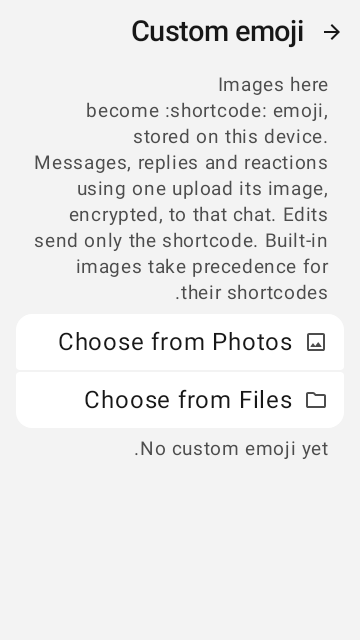 Custom emoji
Images here
become :shortcode: emoji,
stored on this device.
Messages, replies and reactions
using one upload its image,
encrypted, to that chat. Edits
send only the shortcode. Built-in
images take precedence for
their shortcodes.
Choose from Photos
Choose from Files
No custom emoji yet.